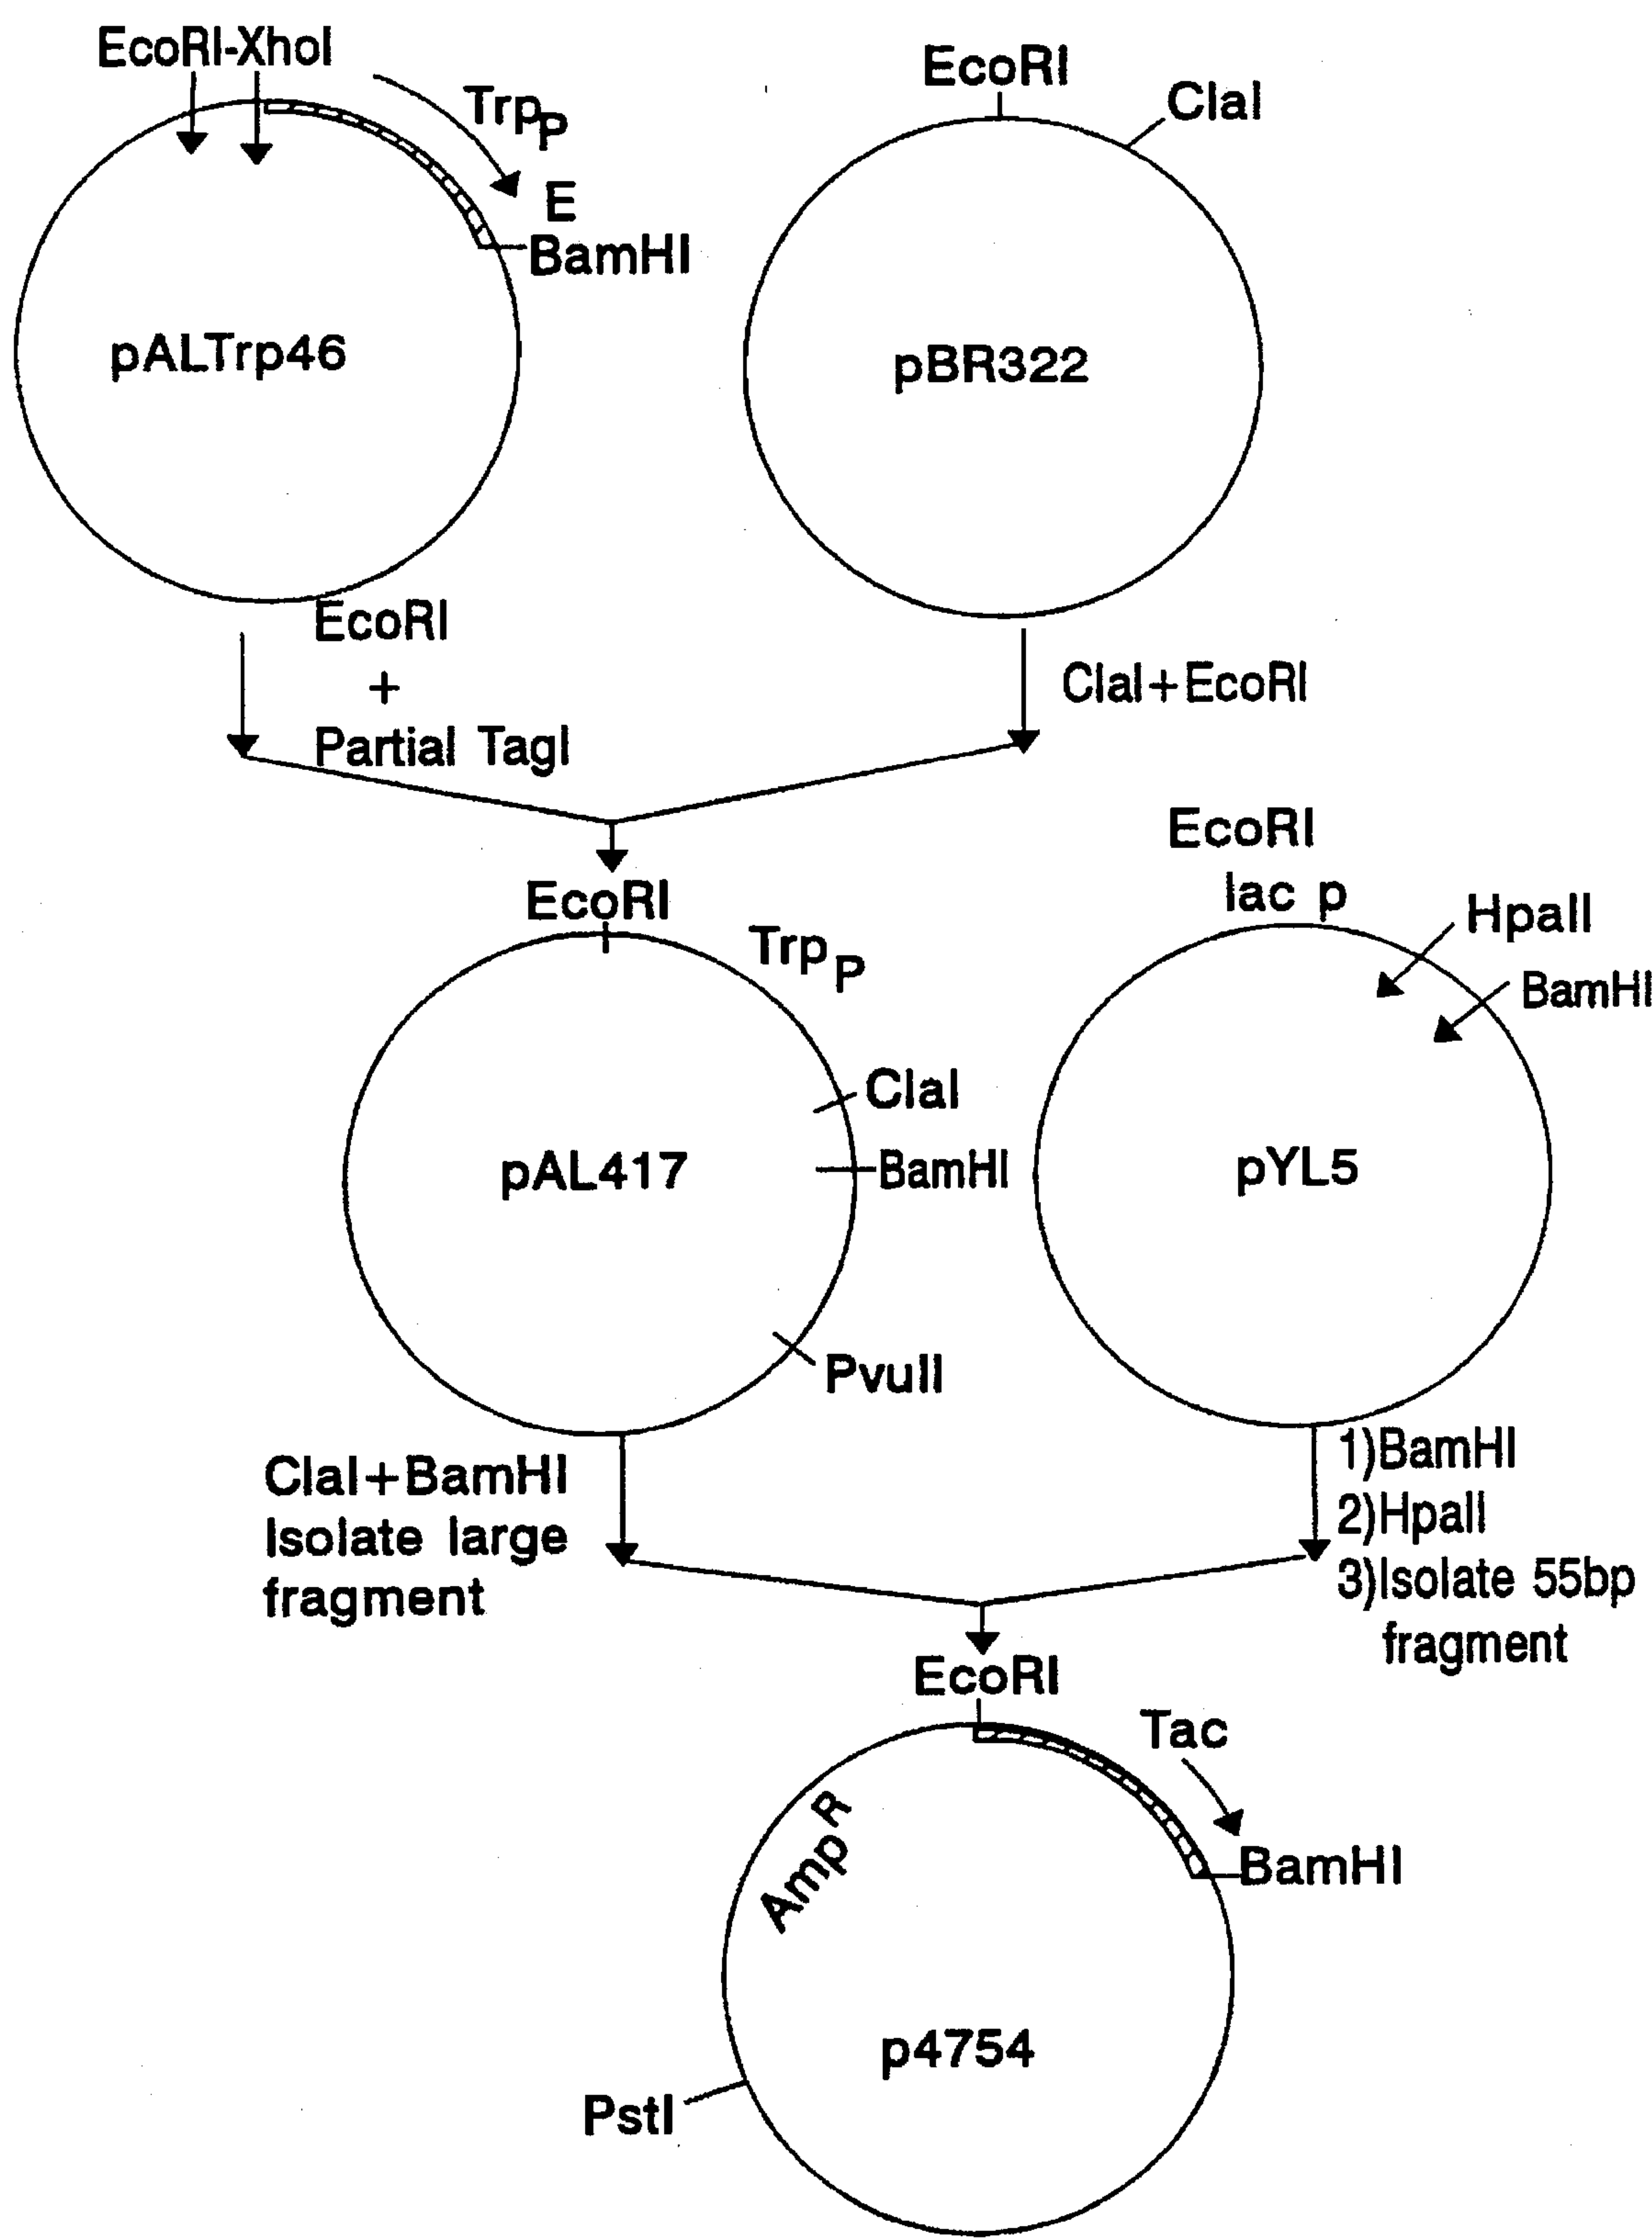 EcoRI-XhoI
TrpP
E
BamHI
pALTrp46
EcoRI
ClaI
pBR322
EcoRI
+
Partial TagI
ClaI+EcoRI
EcoRI
TrpP
ClaI
BamHI
pAL417
PvuII
EcoRI
lac p
HpaII
BamHI
pYL5
ClaI+BamHI
Isolate large
fragment
1)BamHI
2)HpaII
3)Isolate 55bp
fragment
EcoRI
Tac
BamHI
AmpR
p4754
PstI